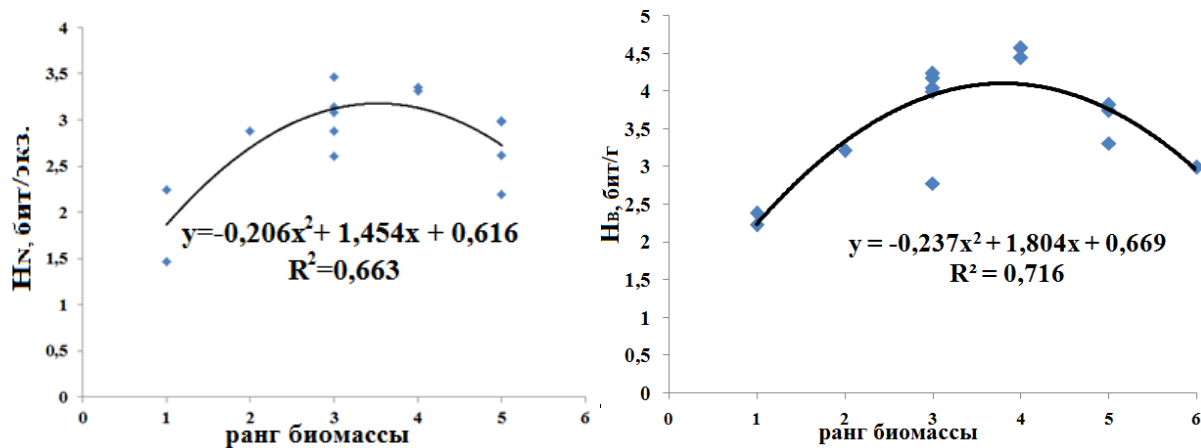 4
3,5
3
2,5
2
1,5
1
0,5
0
0 1 2 3 4 5 6
HN, бит/экз.
y=-0,206x²+ 1,454x + 0,616
R²=0,663
ранг биомассы
5
4,5
4
3,5
3
2,5
2
1,5
1
0,5
0
0 1 2 3 4 5 6
HB, бит/г
y = -0,237x² + 1,804x + 0,669
R² = 0,716
ранг биомассы